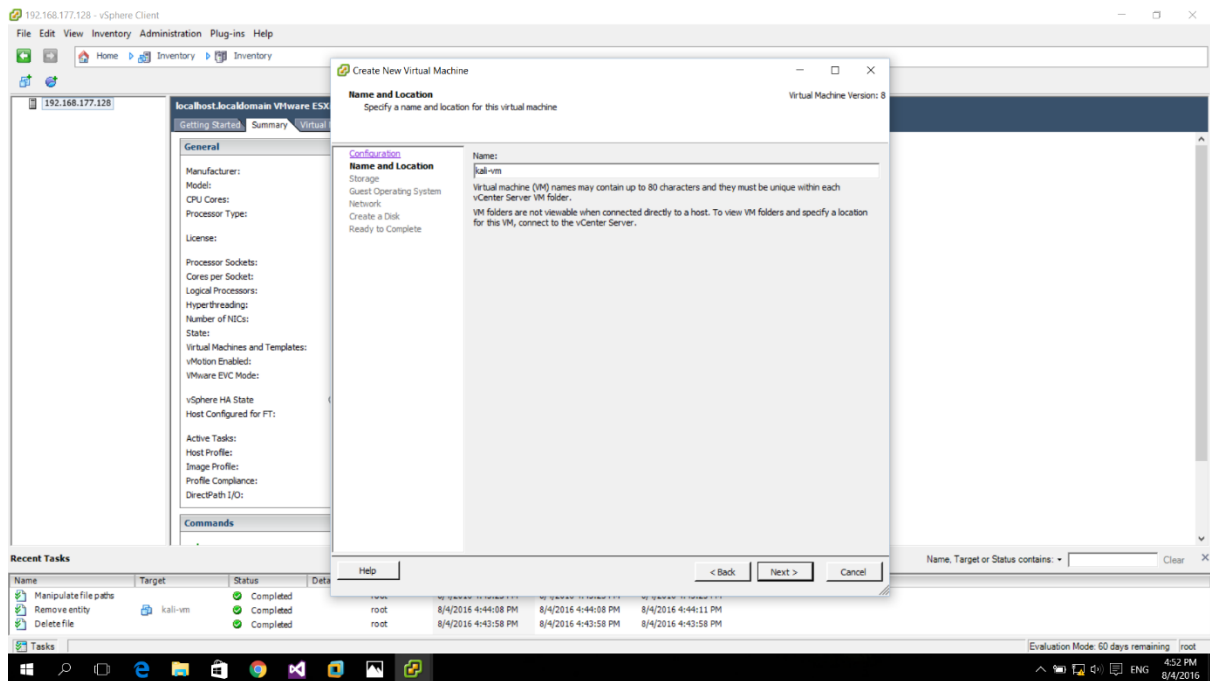 192.168.177.128 - vSphere Client
File Edit View Inventory Administration Plug-ins Help
Home Inventory Inventory
192.168.177.128
localhost.localdomain VMware ESX
Getting Started Summary Virtual
General
Manufacturer:
Model:
CPU Cores:
Processor Type:
License:
Processor Sockets:
Cores per Socket:
Logical Processors:
Hyperthreading:
Number of NICs:
State:
Virtual Machines and Templates:
vMotion Enabled:
VMware EVC Mode:
vSphere HA State
Host Configured for FT:
Active Tasks:
Host Profile:
Image Profile:
Profile Compliance:
DirectPath I/O:
Commands
Create New Virtual Machine
Name and Location
Specify a name and location for this virtual machine
Virtual Machine Version: 8
Configuration
Name and Location
Storage
Guest Operating System
Network
Create a Disk
Ready to Complete
Name:
kali-vm
Virtual machine (VM) names may contain up to 80 characters and they must be unique within each
vCenter Server VM folder.
VM folders are not viewable when connected directly to a host. To view VM folders and specify a location
for this VM, connect to the vCenter Server.
Help < Back Next > Cancel
Recent Tasks
Name, Target or Status contains: Clear
Name Target Status Deta
Manipulate file paths Completed
Remove entity kali-vm Completed root 8/4/2016 4:44:08 PM 8/4/2016 4:44:08 PM 8/4/2016 4:44:11 PM
Delete file Completed root 8/4/2016 4:43:58 PM 8/4/2016 4:43:58 PM 8/4/2016 4:43:58 PM
Tasks Evaluation Mode: 60 days remaining root
ENG 4:52 PM
8/4/2016